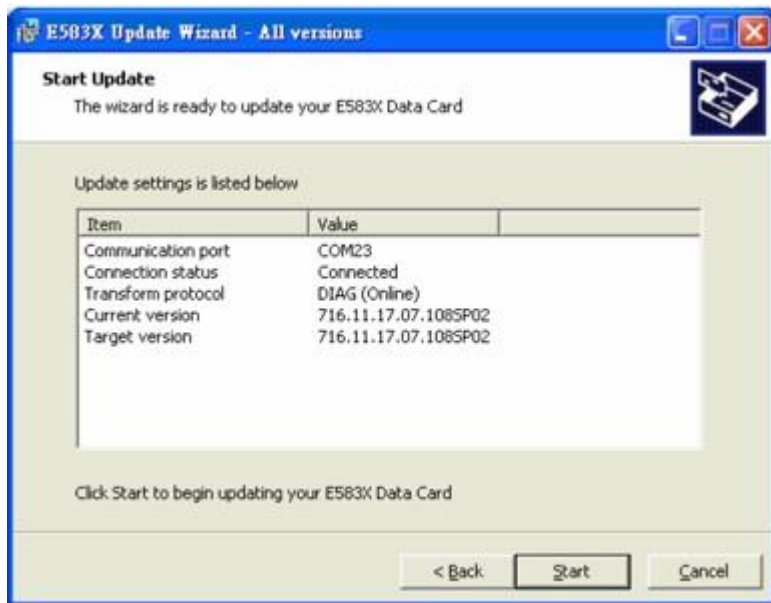 E583X Update Wizard - All versions
Start Update
The wizard is ready to update your E583X Data Card
Update settings is listed below
Item Value
Communication port COM23
Connection status Connected
Transform protocol DIAG (Online)
Current version 716.11.17.07.108SP02
Target version 716.11.17.07.108SP02
Click Start to begin updating your E583X Data Card
< Back Start Cancel